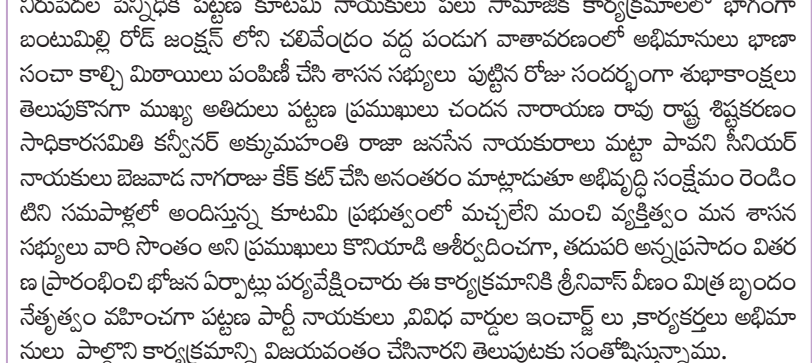 నిరుపేదల పన్నిధిక పట్టణ కూటమి నాయకులు పలు సామాజిక కార్యక్రమాలలో భాగంగా
బంటుమిల్లి రోడ్ జంక్షన్ లోని చలివేంద్రం వద్ద పండుగ వాతావరణంలో అభిమానులు భాణా
సంచా కాల్చి మిఠాయిలు పంపిణీ చేసి శాసన సభ్యులు పుట్టిన రోజు సందర్భంగా శుభాకాంక్షలు
తెలుపుకొనగా ముఖ్య అతిదులు పట్టణ ప్రముఖులు చందన నారాయణ రావు రాష్ట్ర శిష్టకరణం
సాధికారసమితి కన్వీనర్ అక్కుమహంతి రాజా జనసేన నాయకురాలు మట్టా పావని సీనియర్
నాయకులు బెజవాడ నాగరాజు కేక్ కట్ చేసి అనంతరం మాట్లాడుతూ అభివృద్ధి సంక్షేమం రెండిం
టిని సమపాళ్లలో అందిస్తున్న కూటమి ప్రభుత్వంలో మచ్చలేని మంచి వ్యక్తిత్వం మన శాసన
సభ్యులు వారి సొంతం అని ప్రముఖులు కొనియాడి ఆశీర్వదించగా, తదుపరి అన్నప్రసాదం వితర
ణ ప్రారంభించి భోజన ఏర్పాట్లు పర్యవేక్షించారు ఈ కార్యక్రమానికి శ్రీనివాస్ వీణం మిత్ర బృందం
నేతృత్వం వహించగా పట్టణ పార్టీ నాయకులు ,వివిధ వార్డుల ఇంచార్జ్ లు ,కార్యకర్తలు అభిమా
నులు పాల్గొని కార్యక్రమాన్ని విజయవంతం చేసినారని తెలుపుటకు సంతోషిస్తున్నాము.